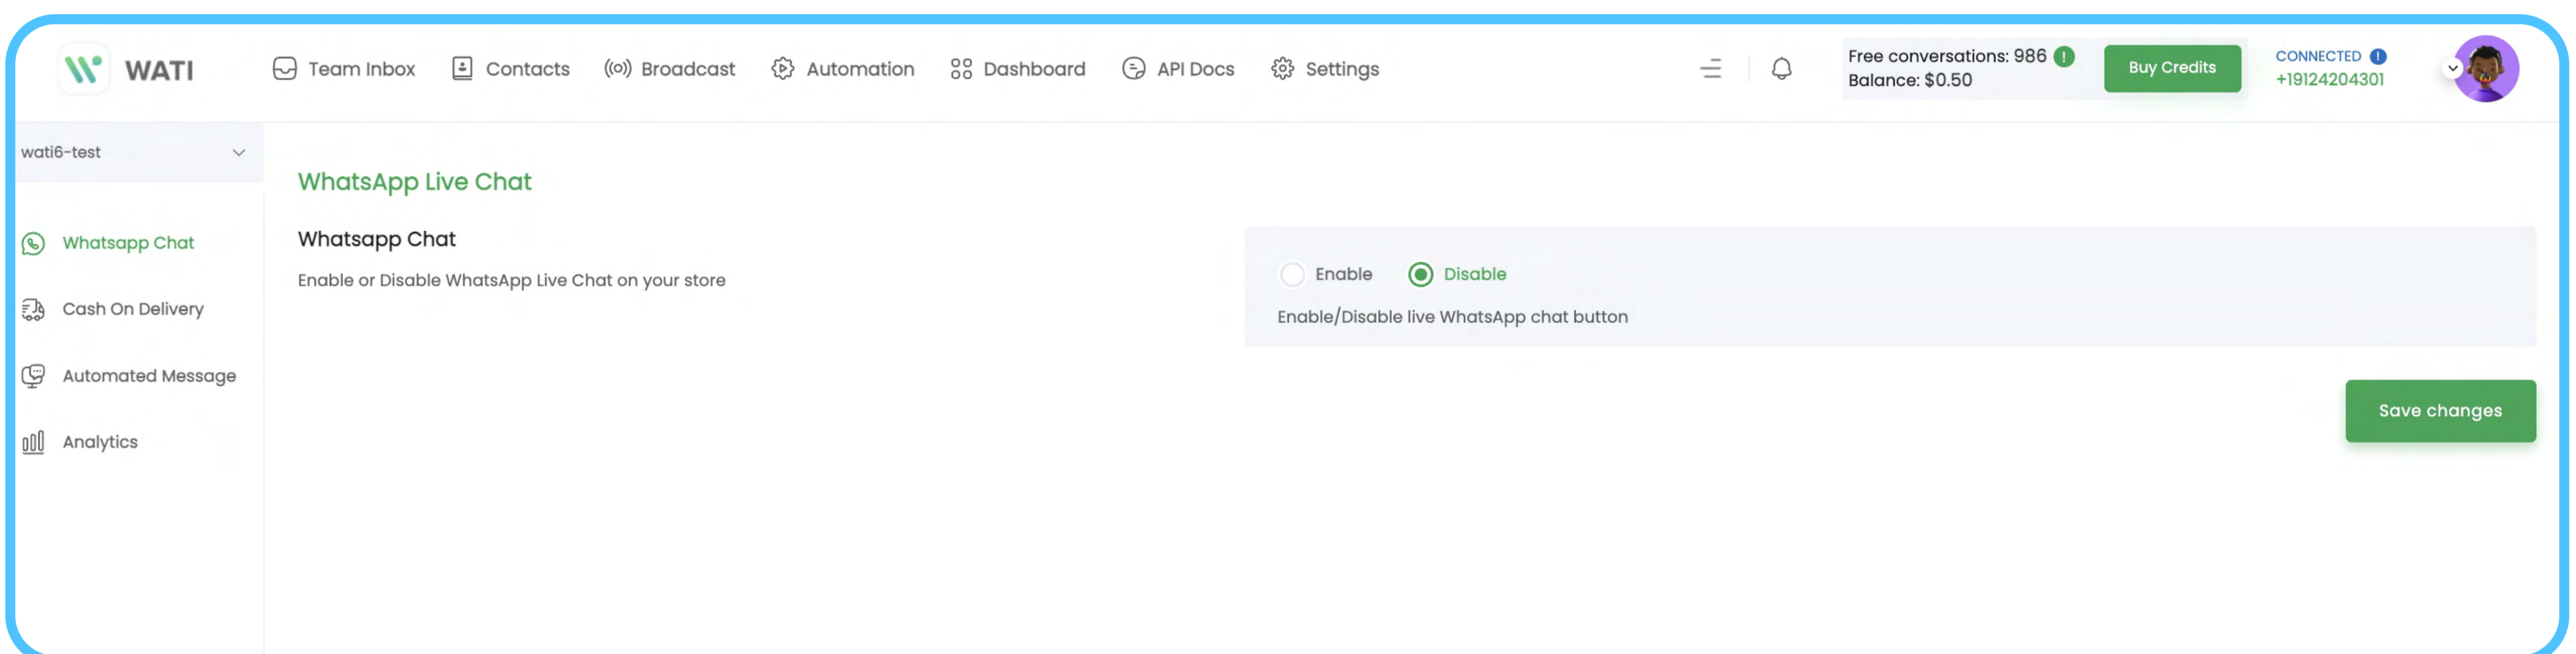 WATI
Team Inbox
Contacts
Broadcast
Automation
Dashboard
API Docs
Settings
Free conversations: 986
Balance: $0.50
Buy Credits
CONNECTED
+19124204301
wati6-test
Whatsapp Chat
Cash On Delivery
Automated Message
Analytics
WhatsApp Live Chat
Whatsapp Chat
Enable or Disable WhatsApp Live Chat on your store
Enable
Disable
Enable/Disable live WhatsApp chat button
Save changes